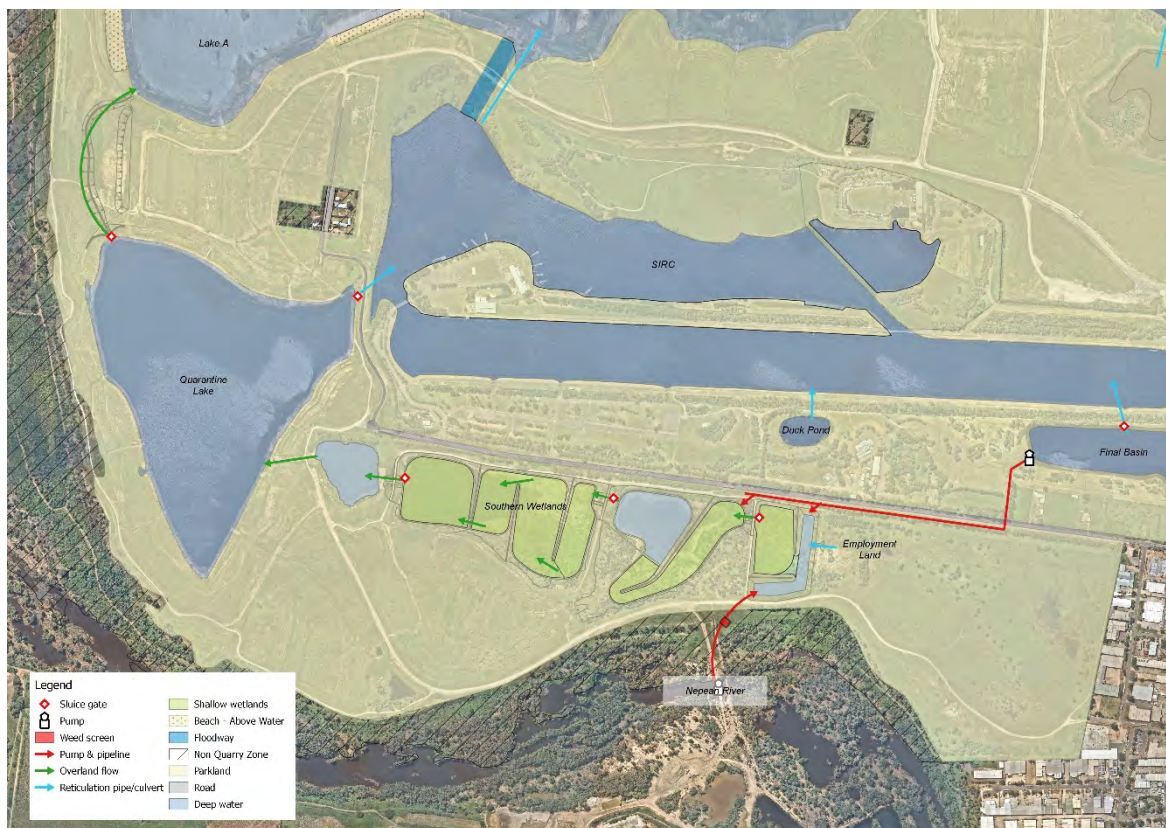 Lake A
SIRC
Quarantine
Lake
Duck Pond
Final Basin
Southern Wetlands
Employment
Land
Nepean River
Legend
Sluice gate
Pump
Weed screen
Pump & pipeline
Overland flow
Reticulation pipe/culvert
Shallow wetlands
Beach - Above Water
Floodway
Non Quarry Zone
Parkland
Road
Deep water